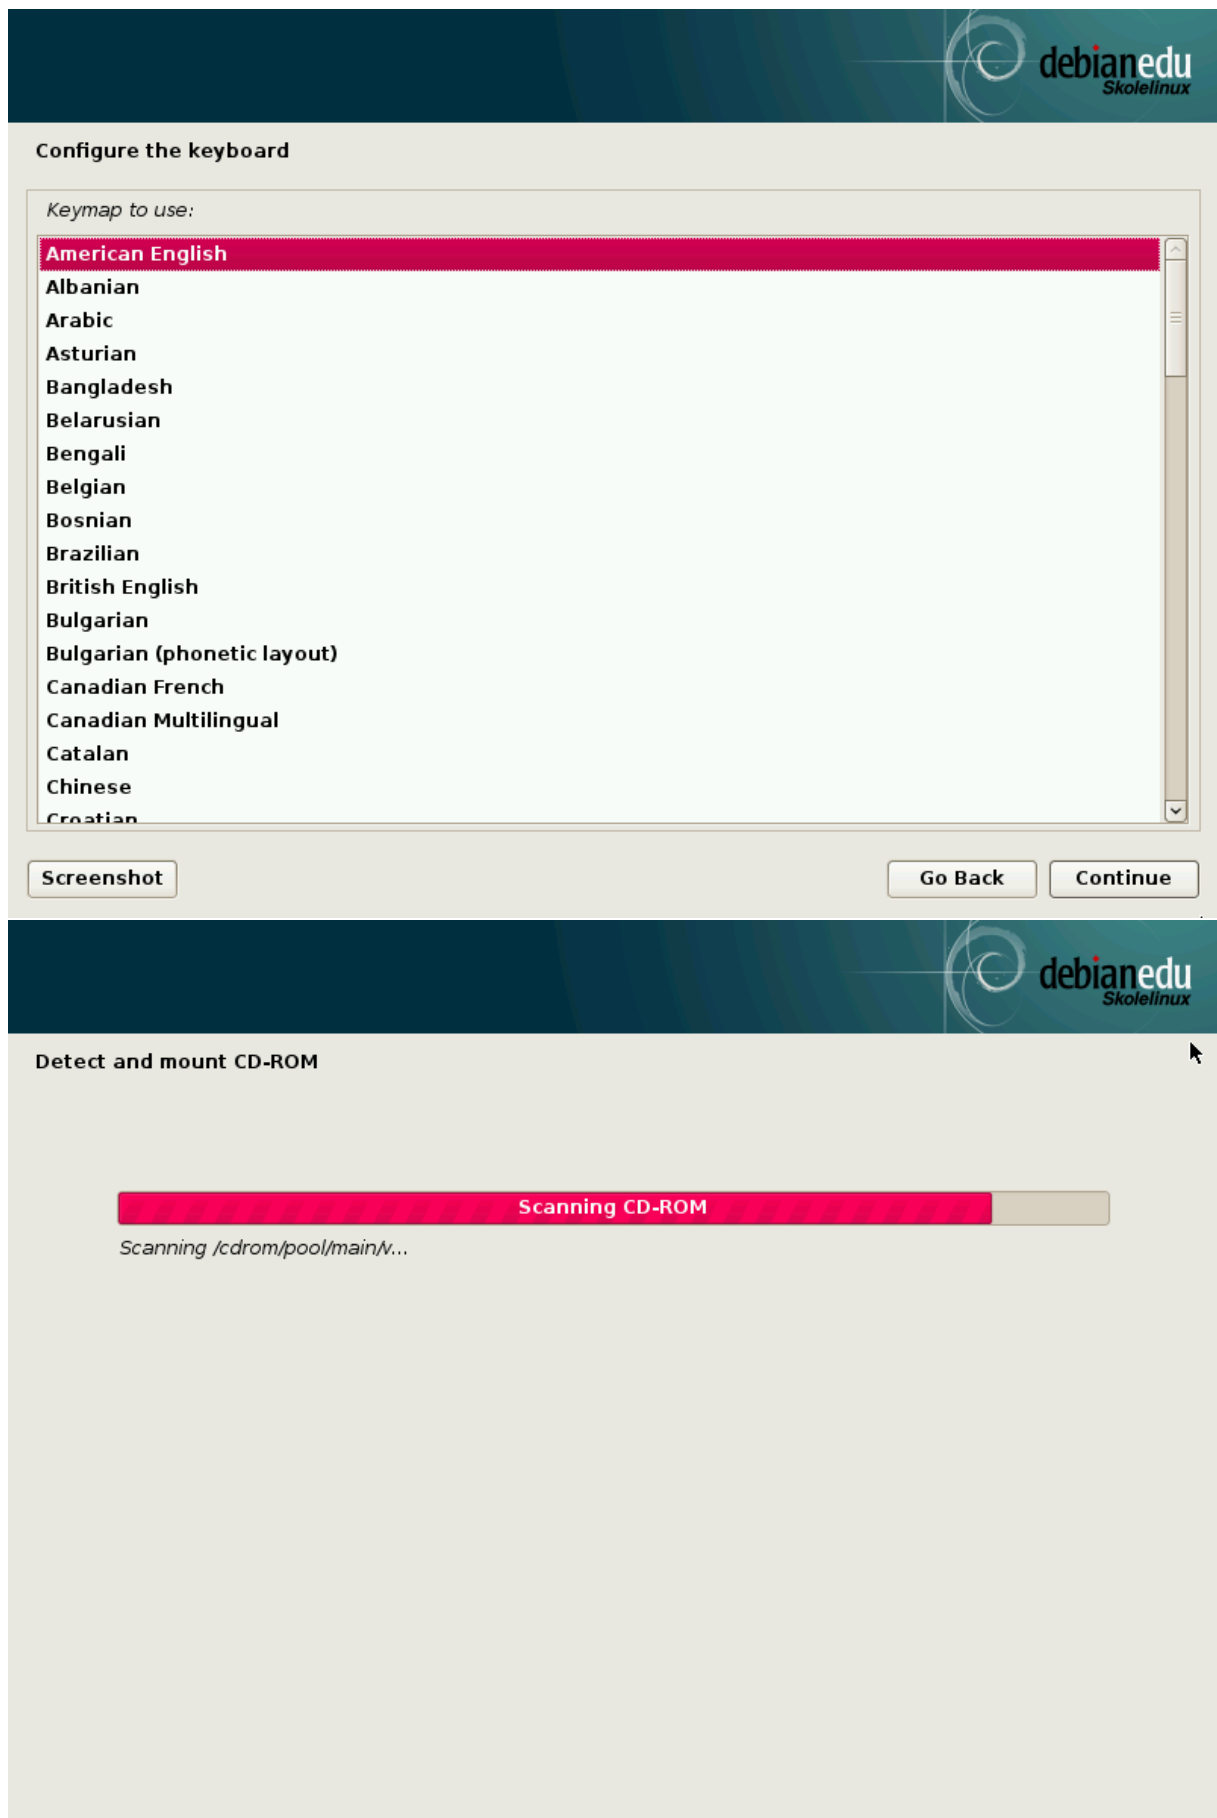 debianedu
Skolelinux
Configure the keyboard
Keymap to use:
American English
Albanian
Arabic
Asturian
Bangladesh
Belarusian
Bengali
Belgian
Bosnian
Brazilian
British English
Bulgarian
Bulgarian (phonetic layout)
Canadian French
Canadian Multilingual
Catalan
Chinese
Croatian
Screenshot Go Back Continue
debianedu
Skolelinux
Detect and mount CD-ROM
Scanning CD-ROM
Scanning /cdrom/pool/main/v...